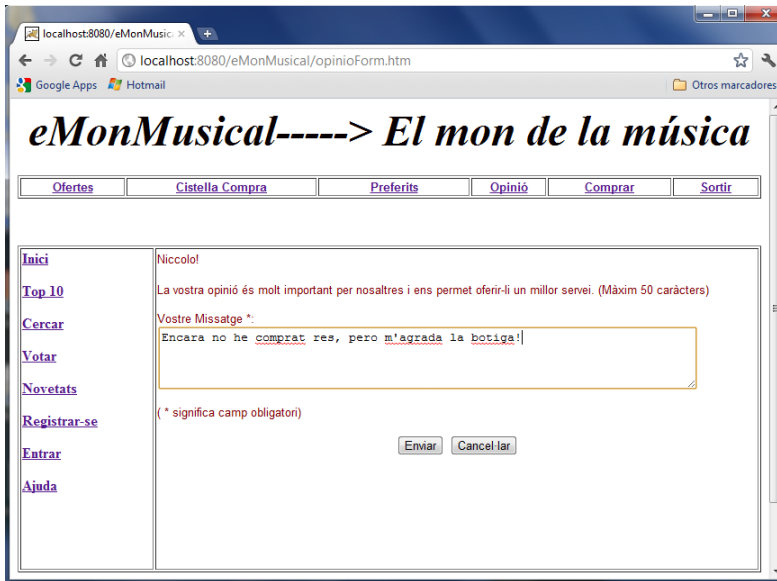 localhost:8080/eMonMusic
localhost:8080/eMonMusical/opinioForm.htm
Google Apps Hotmail Otros marcadores
eMonMusical-----> El mon de la música
Ofertes Cistella Compra Preferits Opinió Comprar Sortir
Inici
Top 10
Cercar
Votar
Novetats
Registrar-se
Entrar
Ajuda
Niccolo!
La vostra opinió és molt important per nosaltres i ens permet oferir-li un millor servei. (Màxim 50 caràcters)
Vostre Missatge *:
Encara no he comprat res, pero m'agrada la botiga!
( * significa camp obligatori)
Enviar Cancel·lar